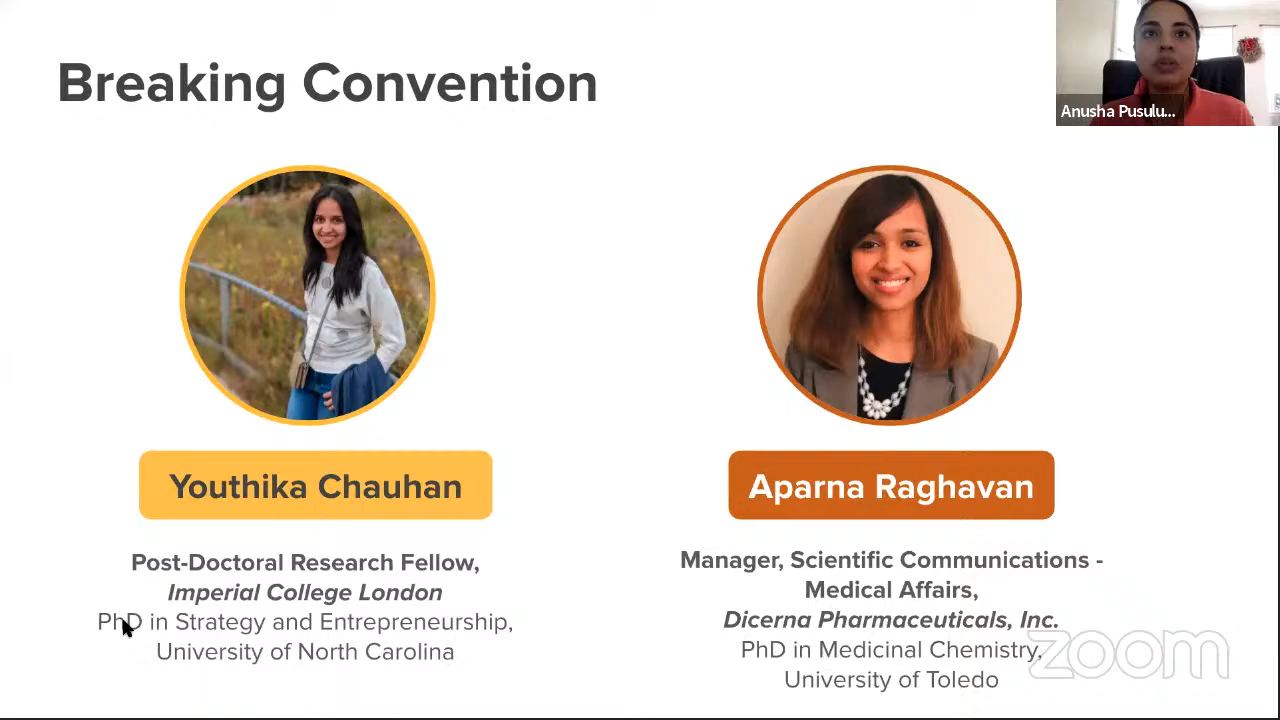 Breaking Convention
Anusha Pusulu...
Youthika Chauhan
Aparna Raghavan
Post-Doctoral Research Fellow,
Imperial College London
PhD in Strategy and Entrepreneurship,
University of North Carolina
Manager, Scientific Communications -
Medical Affairs,
Dicerna Pharmaceuticals, Inc.
PhD in Medicinal Chemistry,
University of Toledo
zoom